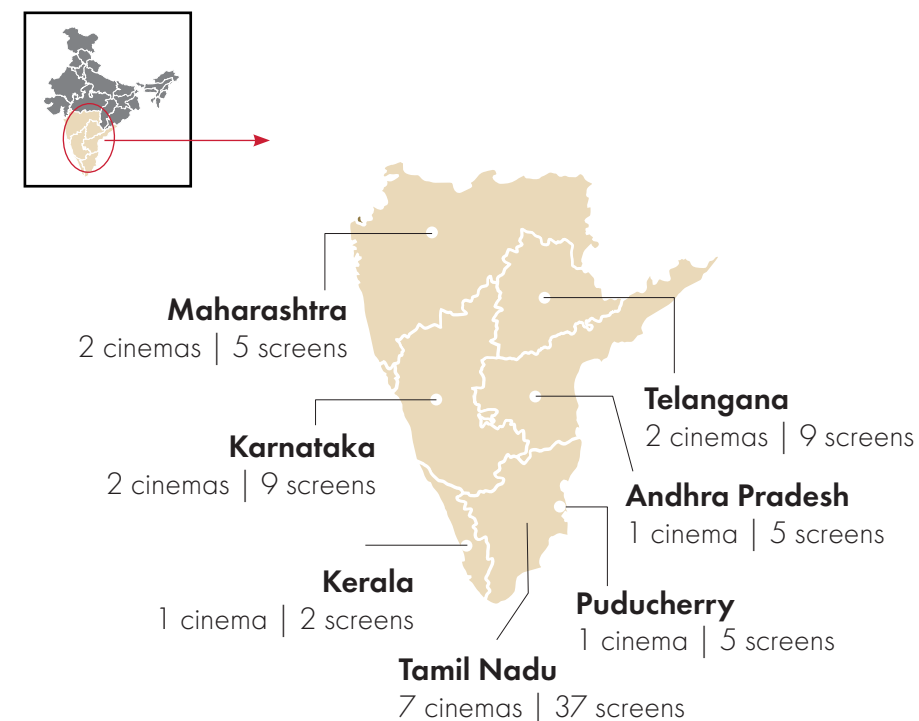 Maharashtra
2 cinemas | 5 screens
Karnataka
2 cinemas | 9 screens
Kerala
1 cinema | 2 screens
Tamil Nadu
7 cinemas | 37 screens
Telangana
2 cinemas | 9 screens
Andhra Pradesh
1 cinema | 5 screens
Puducherry
1 cinema | 5 screens